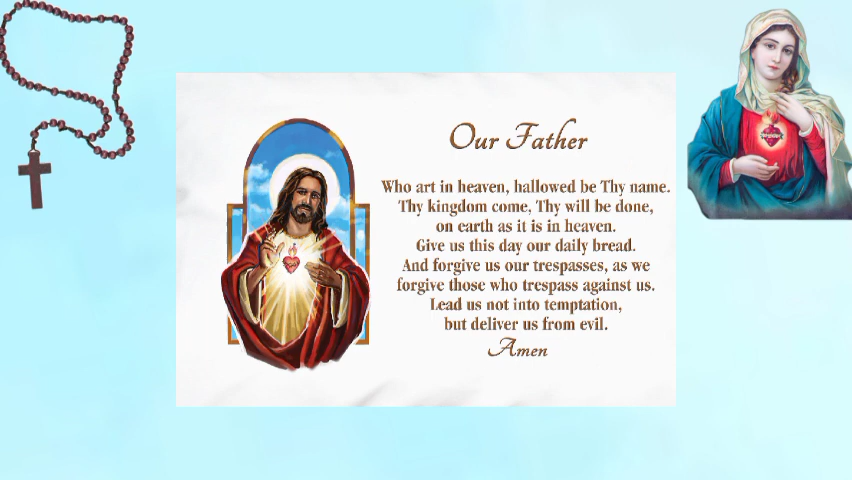 Our Father
Who art in heaven, hallowed be Thy name.
Thy kingdom come, Thy will be done,
on earth as it is in heaven.
Give us this day our daily bread.
And forgive us our trespasses, as we
forgive those who trespass against us.
Lead us not into temptation,
but deliver us from evil.
Amen